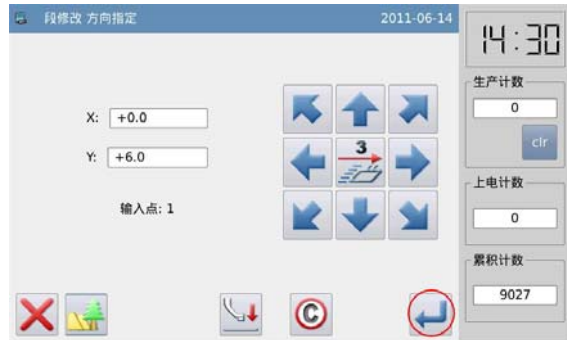 段修改 方向指定 2011-06-14
14:30
生产计数
0
clr
X: +0.0
Y: +6.0
3
输入点: 1
上电计数
0
累积计数
9027
C